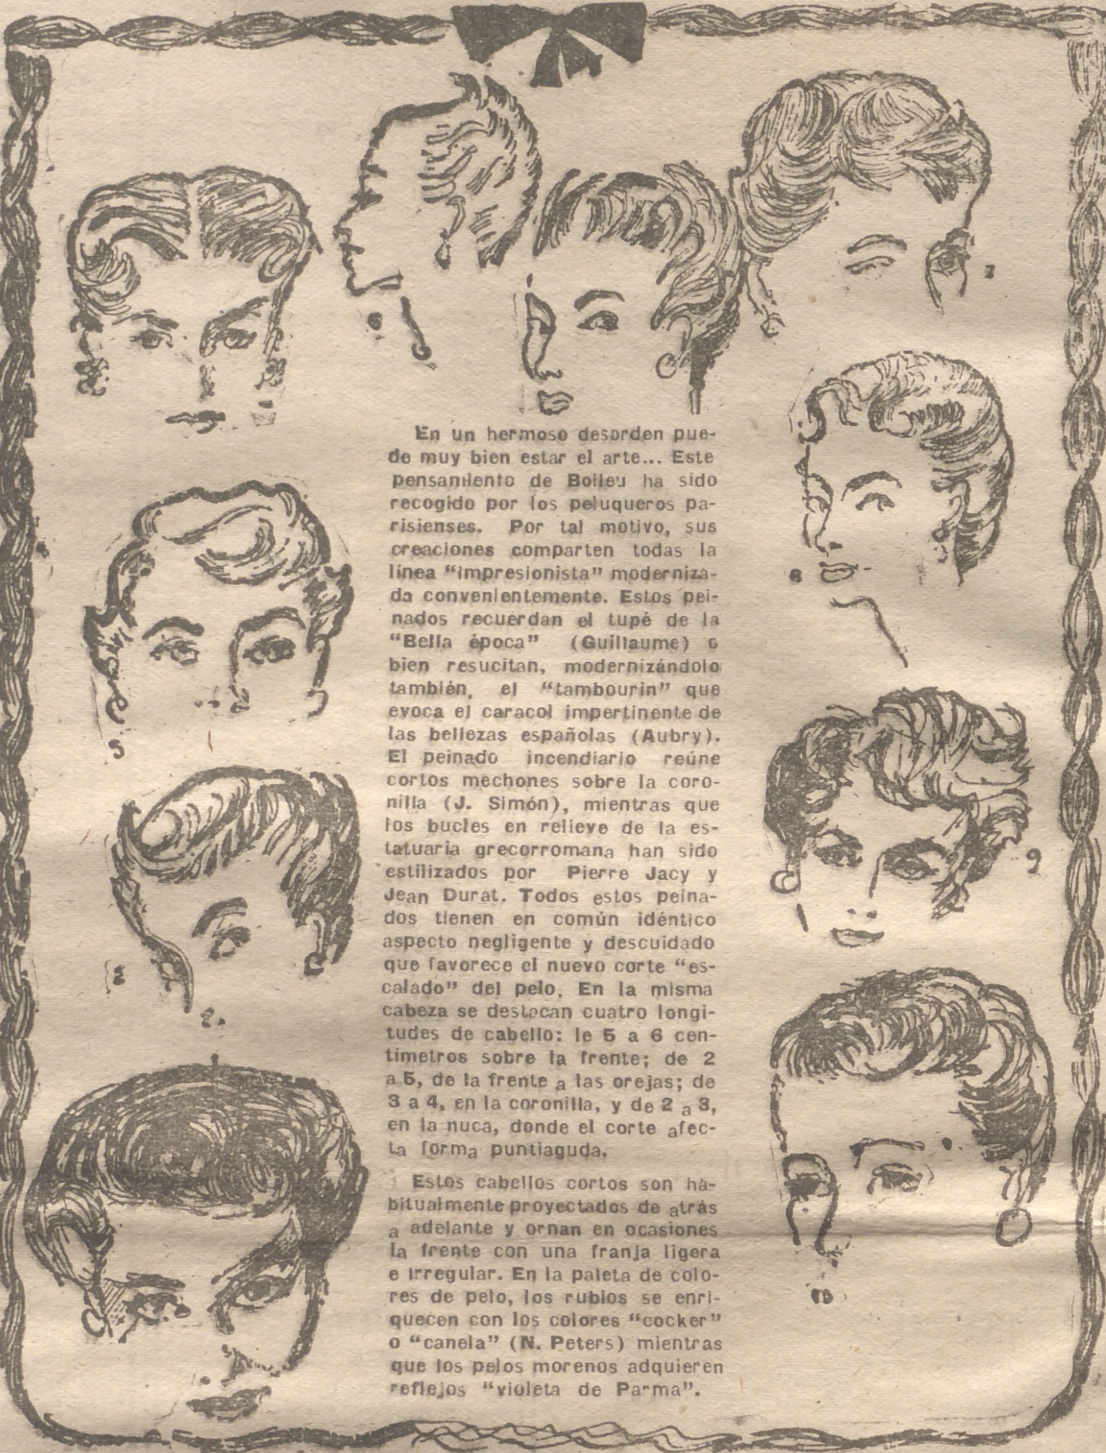 7
En un hermoso desorden pue-
de muy bien estar el arte... Este
pensamiento de Boileu ha sido
recogido por los peluqueros pa-
risienses. Por tal motivo, sus
creaciones comparten todas la
línea "impresionista" moderniza-
da convenientemente. Estos pei-
nados recuerdan el tupé de la
"Bella época" (Guillaume) o
bien resucitan, modernizándolo
también, el "tambourin" que
evoca el caracol impertinente de
las bellezas españolas (Aubry).
El peinado incendiario reúne
cortos mechones sobre la coro-
nilla (J. Simón), mientras que
los bucles en relieve de la es-
tatuaria grecorromana han sido
estilizados por Pierre Jacy y
Jean Durat. Todos estos peina-
dos tienen en común idéntico
aspecto negligente y descuidado
que favorece el nuevo corte "es-
calado" del pelo. En la misma
cabeza se destacan cuatro longi-
tudes de cabello: le 5 a 6 cen-
tímetros sobre la frente; de 2
a 5, de la frente a las orejas; de
3 a 4, en la coronilla, y de 2 a 3,
en la nuca, donde el corte afec-
ta forma puntiaguda.
Estos cabellos cortos son ha-
bitualmente proyectados de atrás
a adelante y ornan en ocasiones
la frente con una franja ligera
e irregular. En la paleta de colo-
res de pelo, los rubios se enri-
quecen con los colores "cocker"
o "canela" (N. Peters) mientras
que los pelos morenos adquieren
reflejos "violeta de Parma".
5
2.
8
9
10